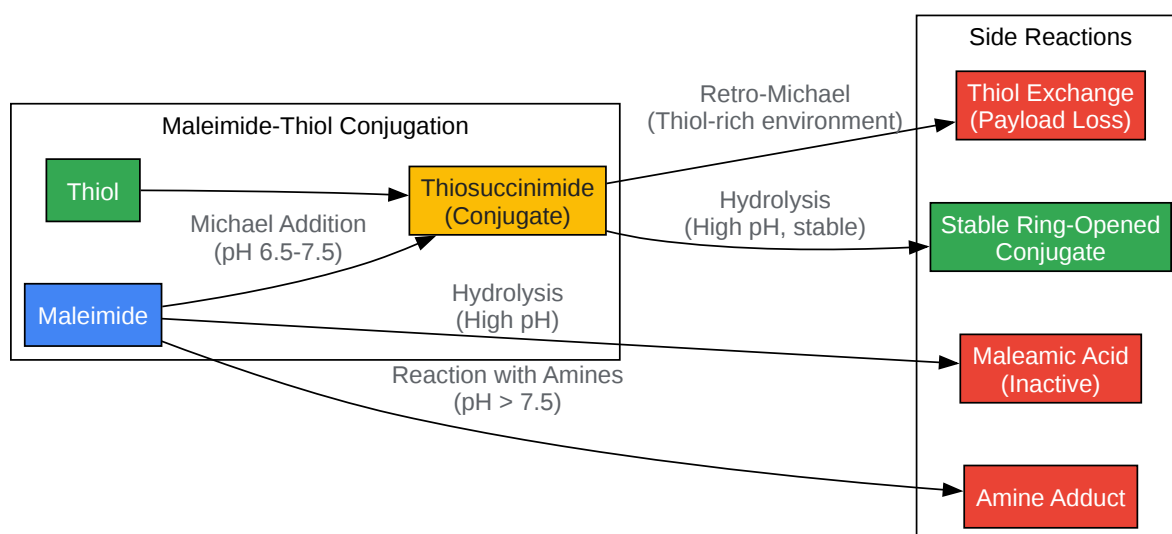 Side Reactions
Thiol Exchange
(Payload Loss)
Retro-Michael
(Thiol-rich environment)
Maleimide-Thiol Conjugation
Thiol
Thiosuccinimide
(Conjugate)
Hydrolysis
(High pH, stable)
Stable Ring-Opened
Conjugate
Michael Addition
(pH 6.5-7.5)
Maleimide
Hydrolysis
(High pH)
Maleamic Acid
(Inactive)
Reaction with Amines
(pH > 7.5)
Amine Adduct